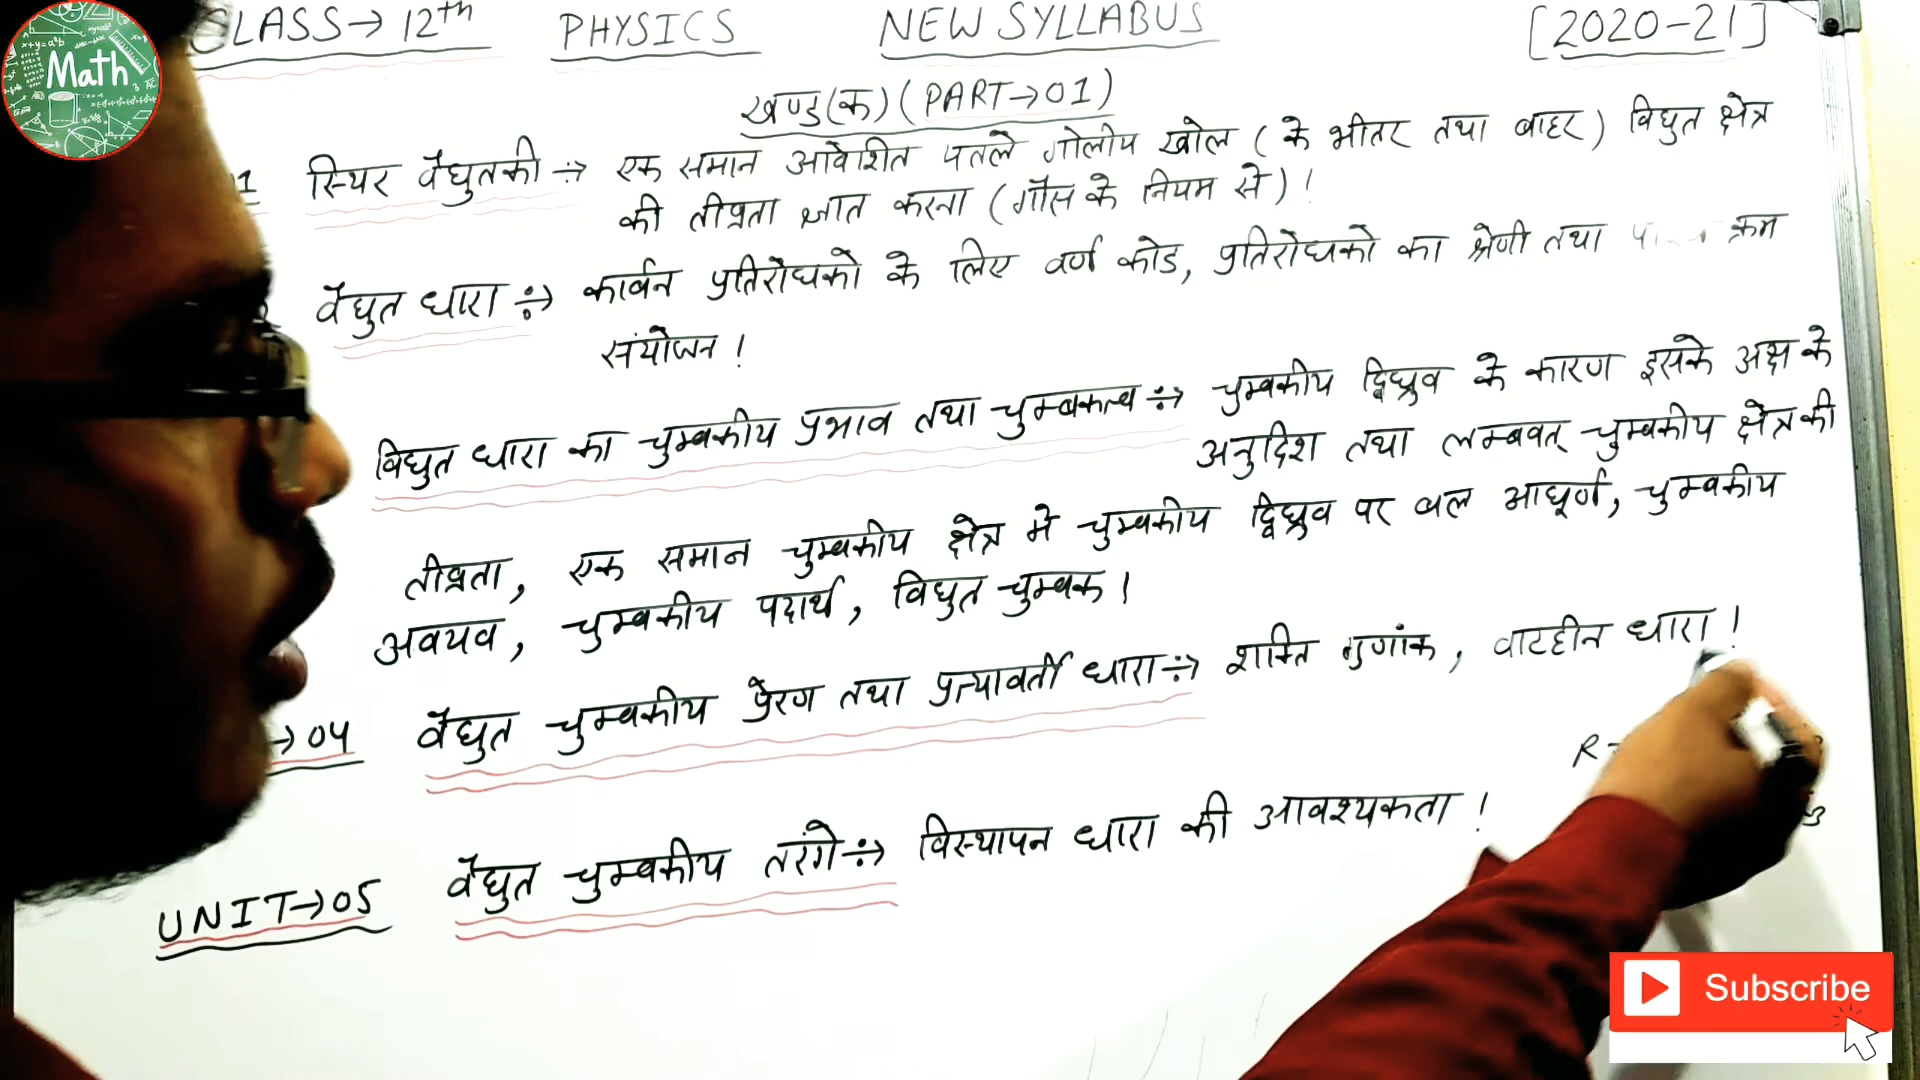 Math
CLASS→ 12th PHYSICS NEW SYLLABUS [2020-21]
खण्ड(क) (PART→01)
1 स्थिर वैद्युतकी ÷→ एक समान आवेशित पतले गोलीय खोल (के भीतर तथा बाहर) विद्युत क्षेत्र
की तीव्रता ज्ञात करना (गौस के नियम से)!
वैद्युत धारा ÷→ कार्बन प्रतिरोधको के लिए वर्ण कोड, प्रतिरोधको का श्रेणी तथा क्रम
संयोजन!
विद्युत धारा का चुम्बकीय प्रभाव तथा चुम्बकत्व ÷→ चुम्बकीय द्विध्रुव के कारण इसके अक्ष के
अनुदिश तथा लम्बवत् चुम्बकीय क्षेत्र की
तीव्रता, एक समान चुम्बकीय क्षेत्र मे चुम्बकीय द्विध्रुव पर बल आघूर्ण, चुम्बकीय
अवयव, चुम्बकीय पदार्थ, विद्युत चुम्बक।
→04 वैद्युत चुम्बकीय प्रेरण तथा प्रत्यावर्ती धारा ÷→ शक्ति गुणांक, वाटहीन धारा!
R
UNIT→05 वैद्युत चुम्बकीय तरंगे ÷→ विस्थापन धारा की आवश्यकता!
Subscribe